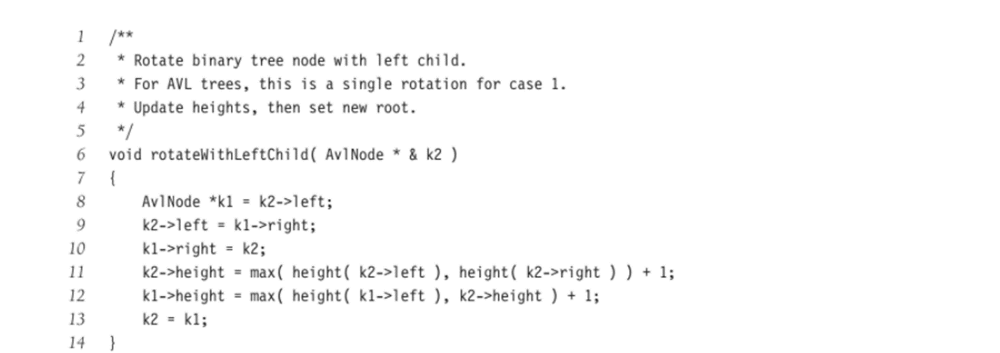 1 /**
2  * Rotate binary tree node with left child.
3  * For AVL trees, this is a single rotation for case 1.
4  * Update heights, then set new root.
5  */
6 void rotateWithLeftChild( AvlNode * & k2 )
7 {
8     AvlNode *k1 = k2->left;
9     k2->left = k1->right;
10     k1->right = k2;
11     k2->height = max( height( k2->left ), height( k2->right ) ) + 1;
12     k1->height = max( height( k1->left ), k2->height ) + 1;
13     k2 = k1;
14 }